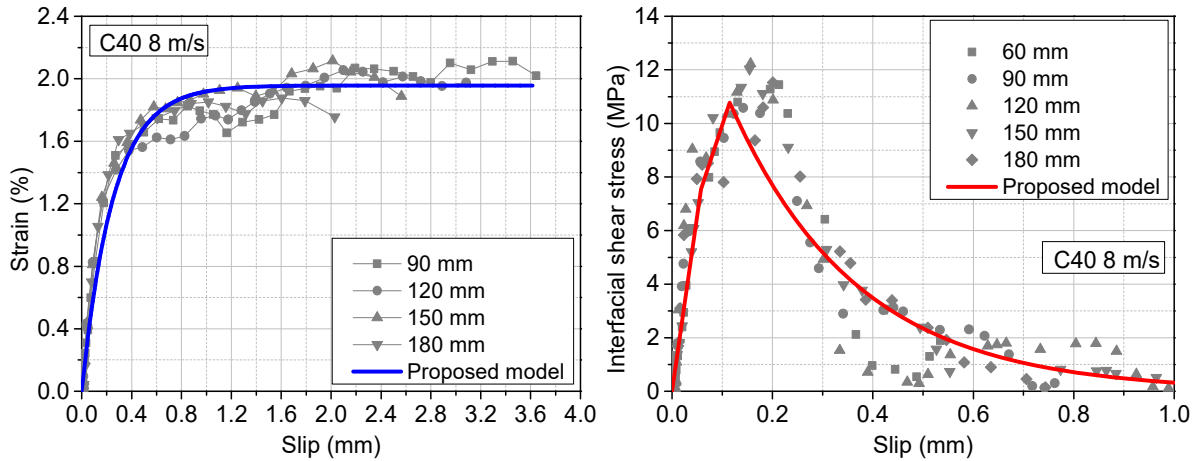 C40 8 m/s
2.4
2.0
1.6
1.2
0.8
0.4
0.0
Strain (%)
90 mm
120 mm
150 mm
180 mm
Proposed model
0.0 0.4 0.8 1.2 1.6 2.0 2.4 2.8 3.2 3.6 4.0
Slip (mm)
14
12
10
8
6
4
2
0
Interfacial shear stress (MPa)
60 mm
90 mm
120 mm
150 mm
180 mm
Proposed model
C40 8 m/s
0.0 0.2 0.4 0.6 0.8 1.0
Slip (mm)